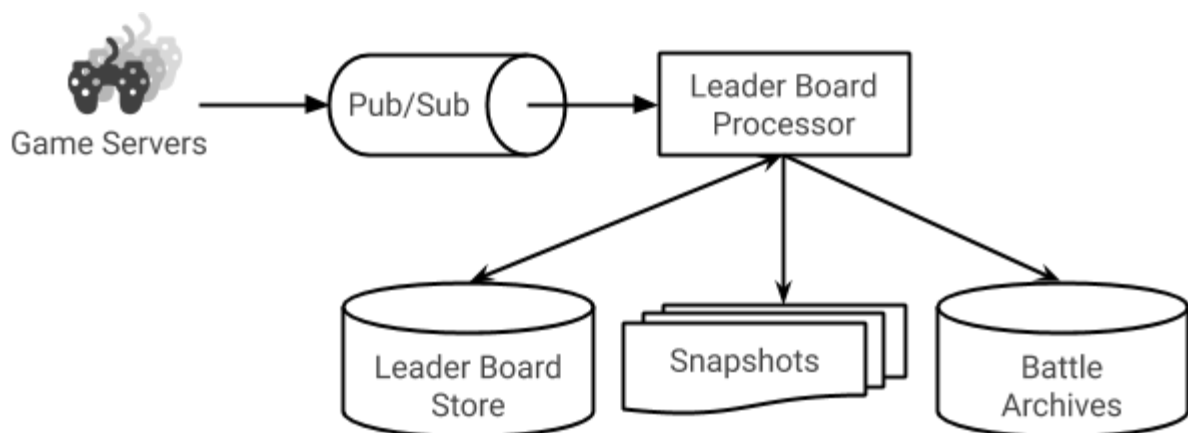 Game Servers
Pub/Sub
Leader Board
Processor
Leader Board
Store
Snapshots
Battle
Archives